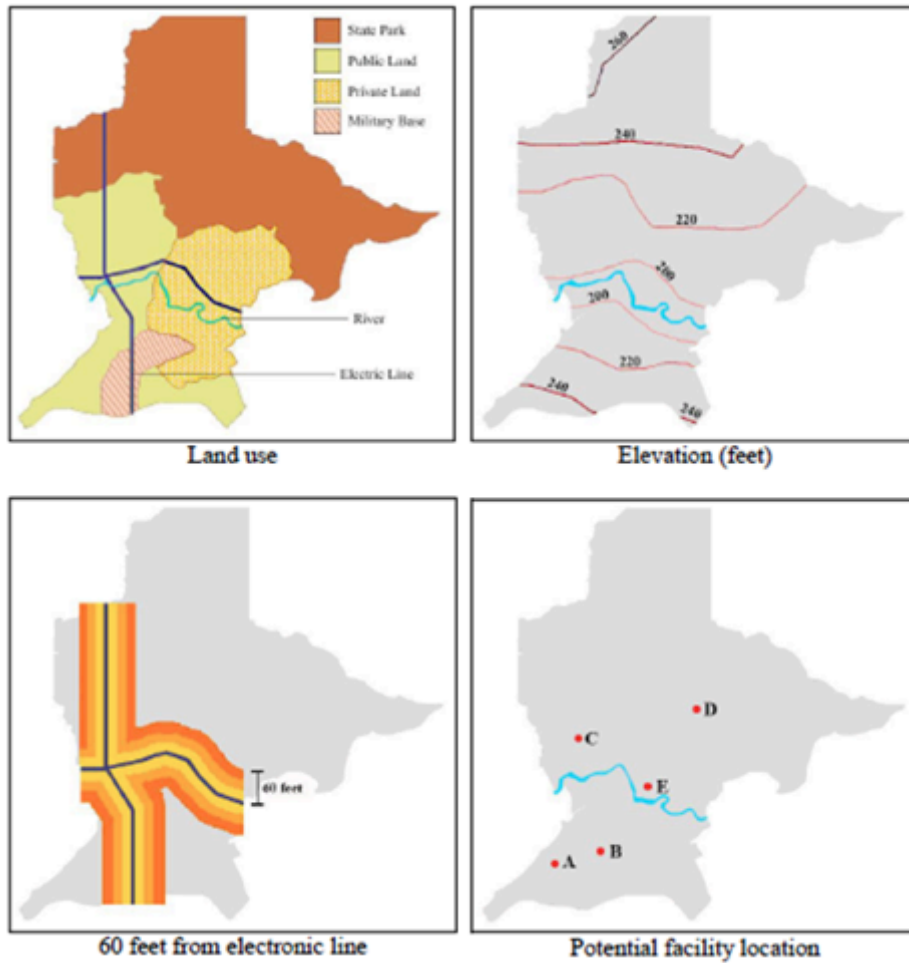 State Park
Public Land
Private Land
Military Base
River
Electric Line
Land use
260
240
220
200
200
220
240
240
Elevation (feet)
60 feet
60 feet from electronic line
D
C
E
B
A
Potential facility location